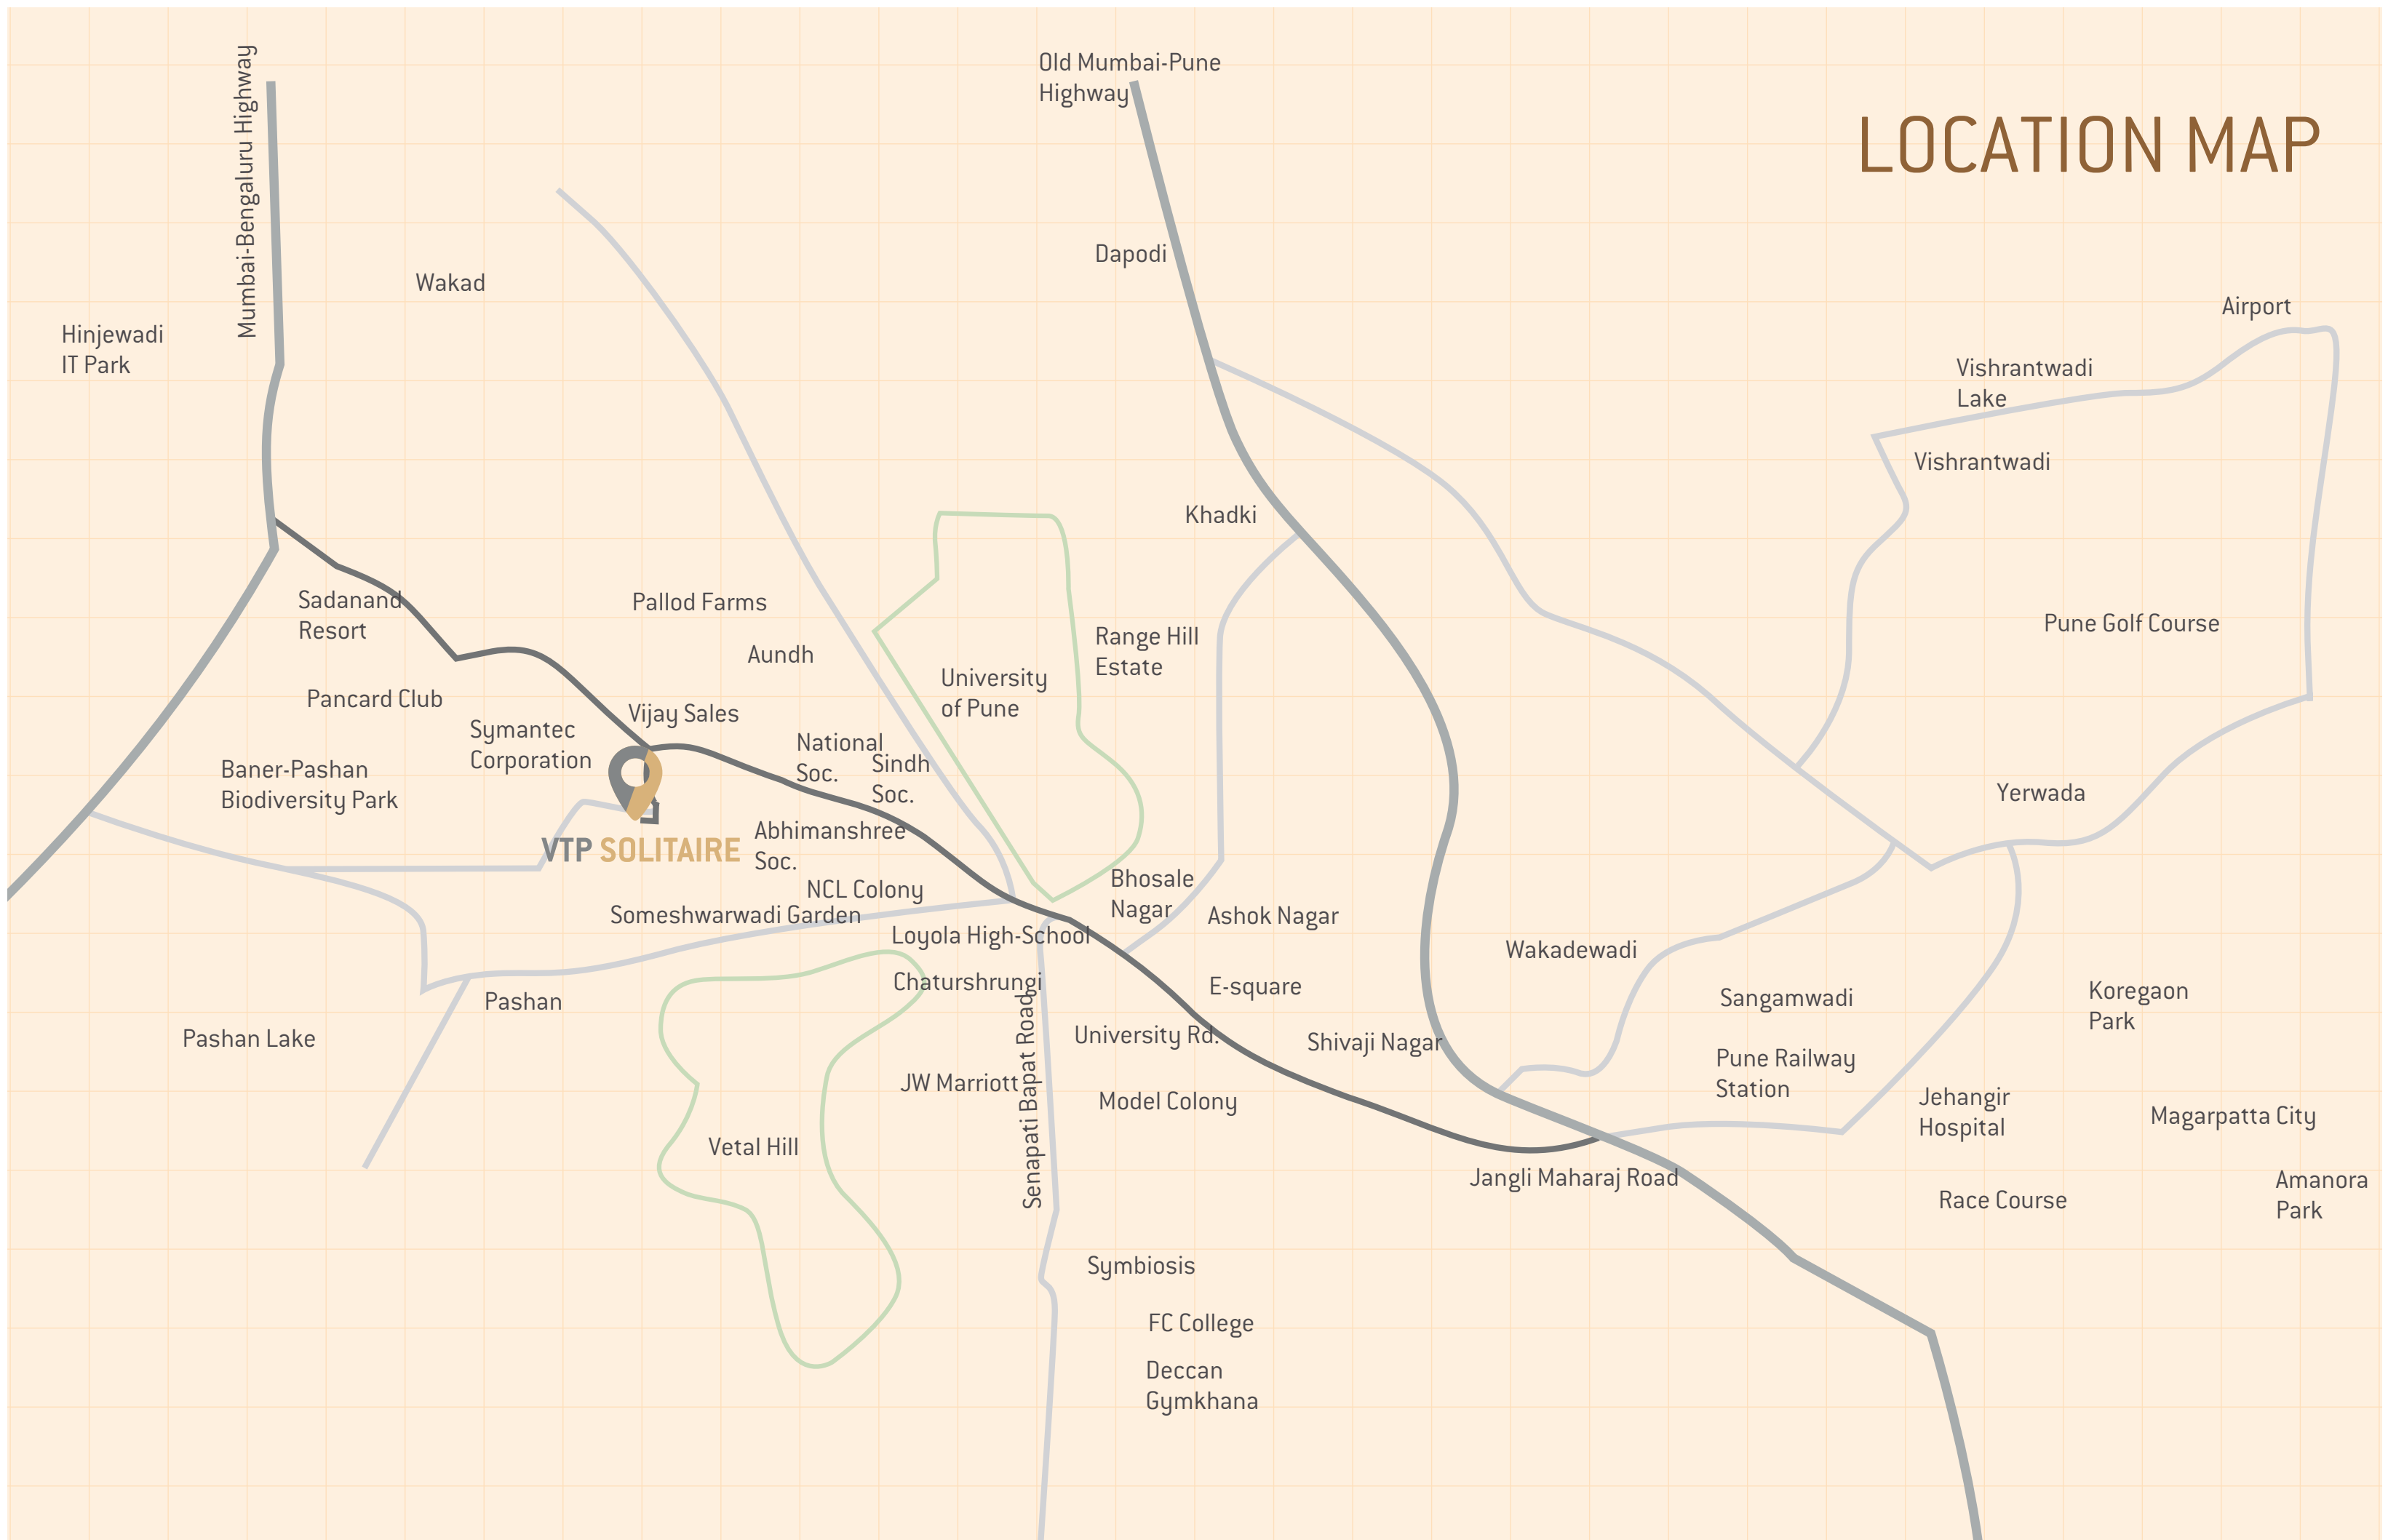 LOCATION MAP
Mumbai-Bengaluru Highway
Old Mumbai-Pune
Highway
Dapodi
Wakad
Hinjewadi
IT Park
Airport
Vishrantwadi
Lake
Vishrantwadi
Khadki
Sadanand
Resort
Pallod Farms
Aundh
Range Hill
Estate
University
of Pune
Pune Golf Course
Pancard Club
Symantec
Corporation
Vijay Sales
National
Soc.
Sindh
Soc.
Baner-Pashan
Biodiversity Park
Yerwada
VTP SOLITAIRE
Abhimanshree
Soc.
NCL Colony
Someshwarwadi Garden
Bhosale
Nagar
Ashok Nagar
Loyola High-School
Chaturshrungi
Wakadewadi
E-square
Sangamwadi
Koregaon
Park
Pashan
Pashan Lake
Senapati Bapat Road
University Rd.
Shivaji Nagar
Pune Railway
Station
JW Marriott
Model Colony
Jehangir
Hospital
Magarpatta City
Vetal Hill
Jangli Maharaj Road
Race Course
Amanora
Park
Symbiosis
FC College
Deccan
Gymkhana